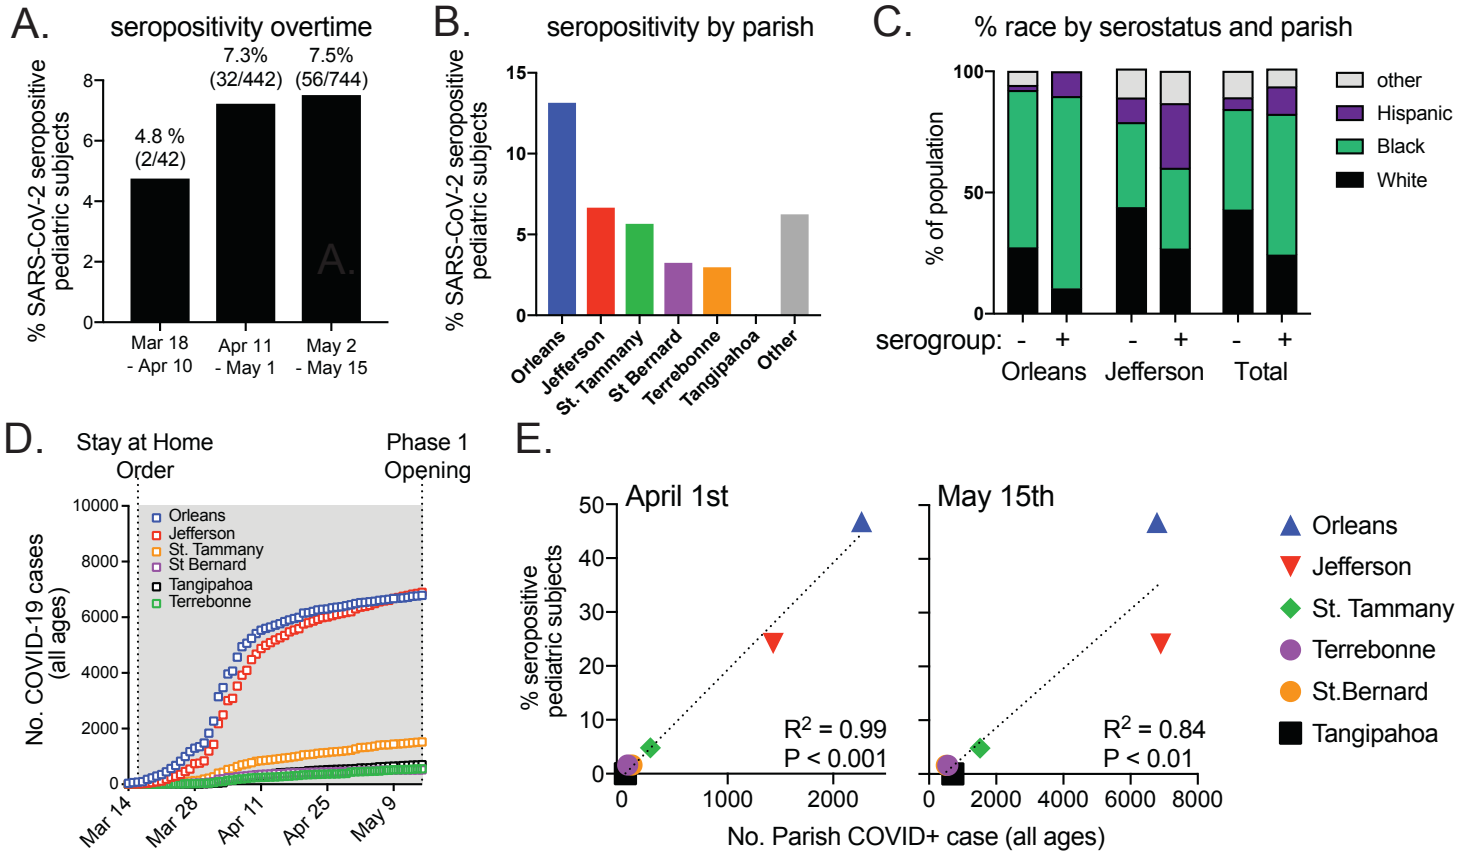 A.
seropositivity overtime
% SARS-CoV-2 seropositive
pediatric subjects
8
6
4
2
0
4.8 %
(2/42)
7.3%
(32/442)
7.5%
(56/744)
A.
Mar 18
- Apr 10
Apr 11
- May 1
May 2
- May 15
B.
seropositivity by parish
% SARS-CoV-2 seropositive
pediatric subjects
15
10
5
0
Orleans
Jefferson
St. Tammany
St Bernard
Terrebonne
Tangipahoa
Other
C.
% race by serostatus and parish
% of population
100
50
0
other
Hispanic
Black
White
serogroup: - + - + - +
Orleans Jefferson Total
D.
Stay at Home
Order
Phase 1
Opening
No. COVID-19 cases
(all ages)
10000
8000
6000
4000
2000
0
Orleans
Jefferson
St. Tammany
St Bernard
Tangipahoa
Terrebonne
Mar 14
Mar 28
Apr 11
Apr 25
May 9
E.
% seropositive
pediatric subjects
April 1st
50
40
30
20
10
0
R² = 0.99
P < 0.001
0 1000 2000
May 15th
R² = 0.84
P < 0.01
0 2000 4000 6000 8000
No. Parish COVID+ case (all ages)
Orleans
Jefferson
St. Tammany
Terrebonne
St.Bernard
Tangipahoa